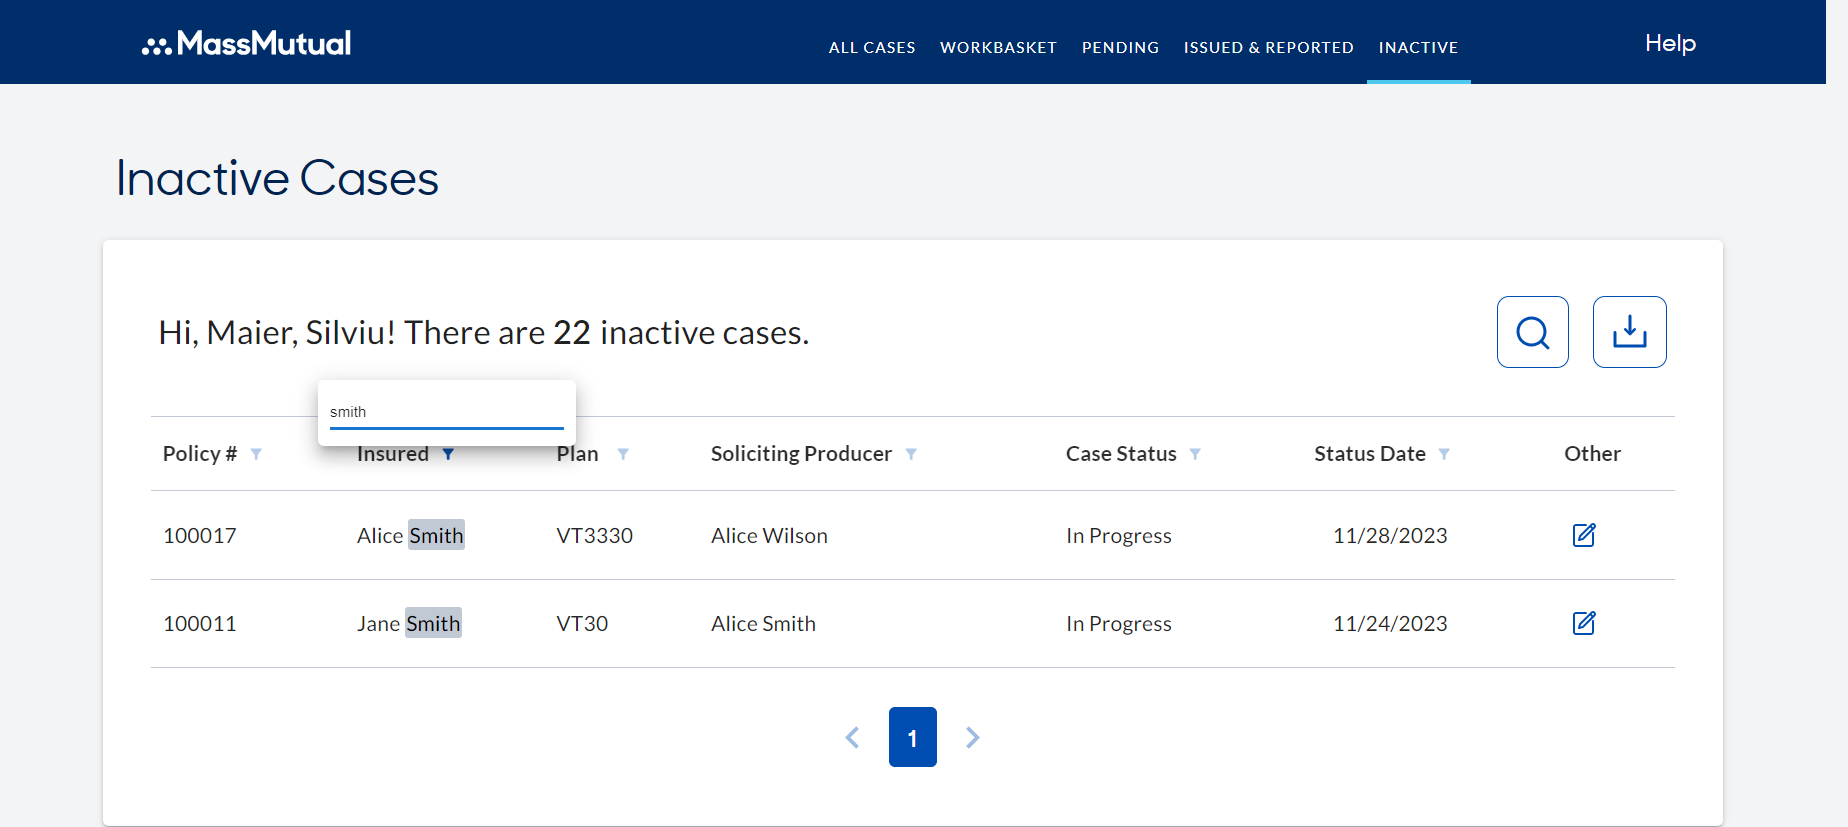 MassMutual
ALL CASES WORKBASKET PENDING ISSUED & REPORTED INACTIVE
Help
Inactive Cases
Hi, Maier, Silviu! There are 22 inactive cases.
smith
Policy # Insured Plan Soliciting Producer Case Status Status Date Other
100017 Alice Smith VT3330 Alice Wilson In Progress 11/28/2023
100011 Jane Smith VT30 Alice Smith In Progress 11/24/2023
1